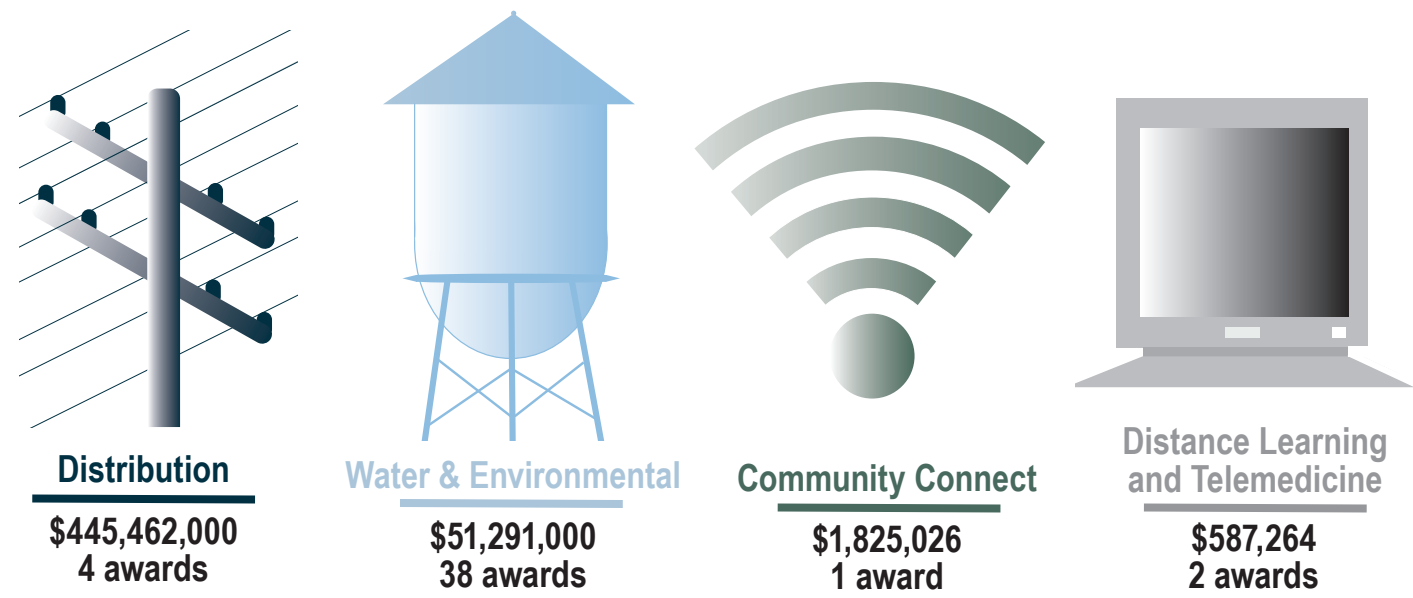 Distribution
$445,462,000
4 awards
Water & Environmental
$51,291,000
38 awards
Community Connect
$1,825,026
1 award
Distance Learning
and Telemedicine
$587,264
2 awards